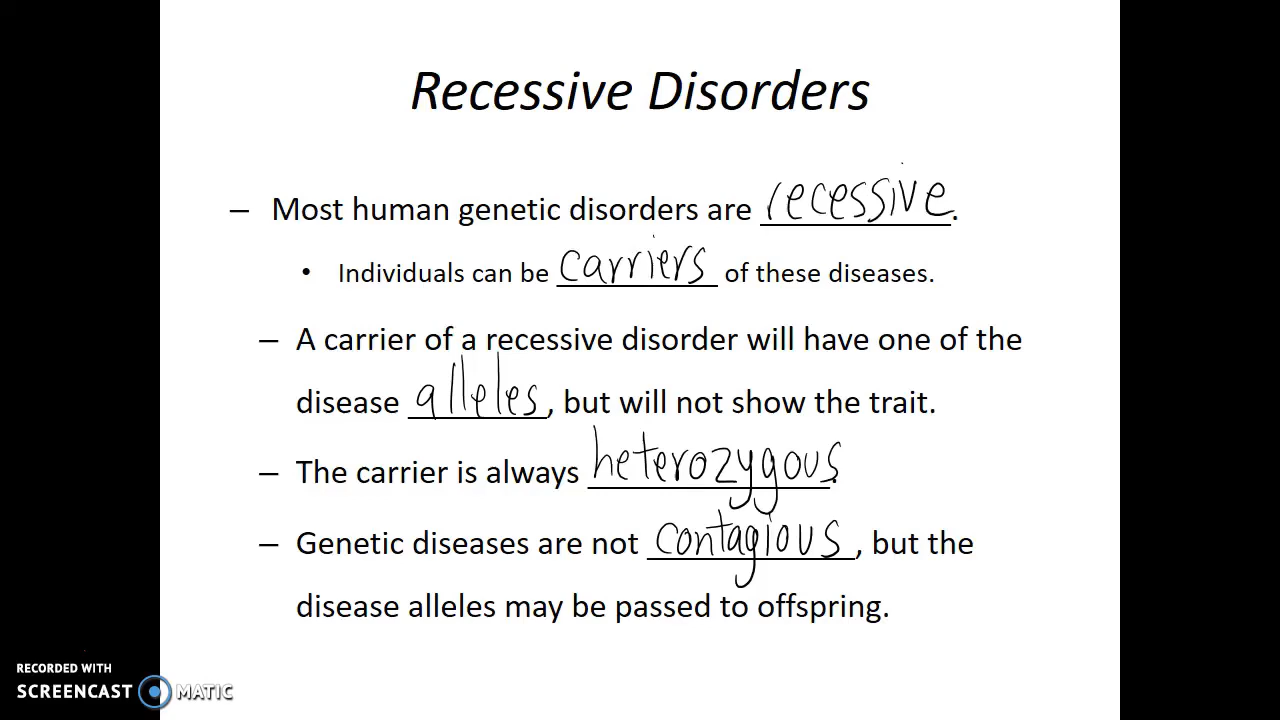 Recessive Disorders
– Most human genetic disorders are recessive.
• Individuals can be carriers of these diseases.
– A carrier of a recessive disorder will have one of the
disease alleles, but will not show the trait.
– The carrier is always heterozygous.
– Genetic diseases are not contagious, but the
disease alleles may be passed to offspring.
RECORDED WITH
SCREENCAST MATIC